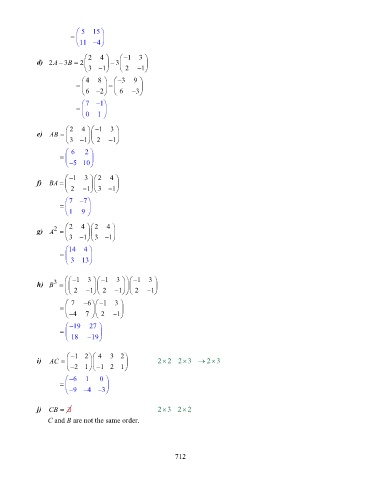 = ( 5 15
11 −4 )
d) 2A − 3B = 2 ( 2 4
3 −1 ) − 3 ( −1 3
2 −1 )
= ( 4 8
6 −2 ) − ( −3 9
6 −3 )
= ( 7 −1
0 1 )
e) AB = ( 2 4
3 −1 ) ( −1 3
2 −1 )
= ( 6 2
−5 10 )
f) BA = ( −1 3
2 −1 ) ( 2 4
3 −1 )
= ( 7 −7
1 9 )
g) A² = ( 2 4
3 −1 ) ( 2 4
3 −1 )
= ( 14 4
3 13 )
h) B³ = ( ( −1 3
2 −1 ) ( −1 3
2 −1 ) ) ( −1 3
2 −1 )
= ( 7 −6
−4 7 ) ( −1 3
2 −1 )
= ( −19 27
18 −19 )
i) AC = ( −1 2
−2 1 ) ( 4 3 2
−1 2 1 ) 2×2 2×3 → 2×3
= ( −6 1 0
−9 −4 −3 )
j) CB = ∄ 2×3 2×2
C and B are not the same order.
712